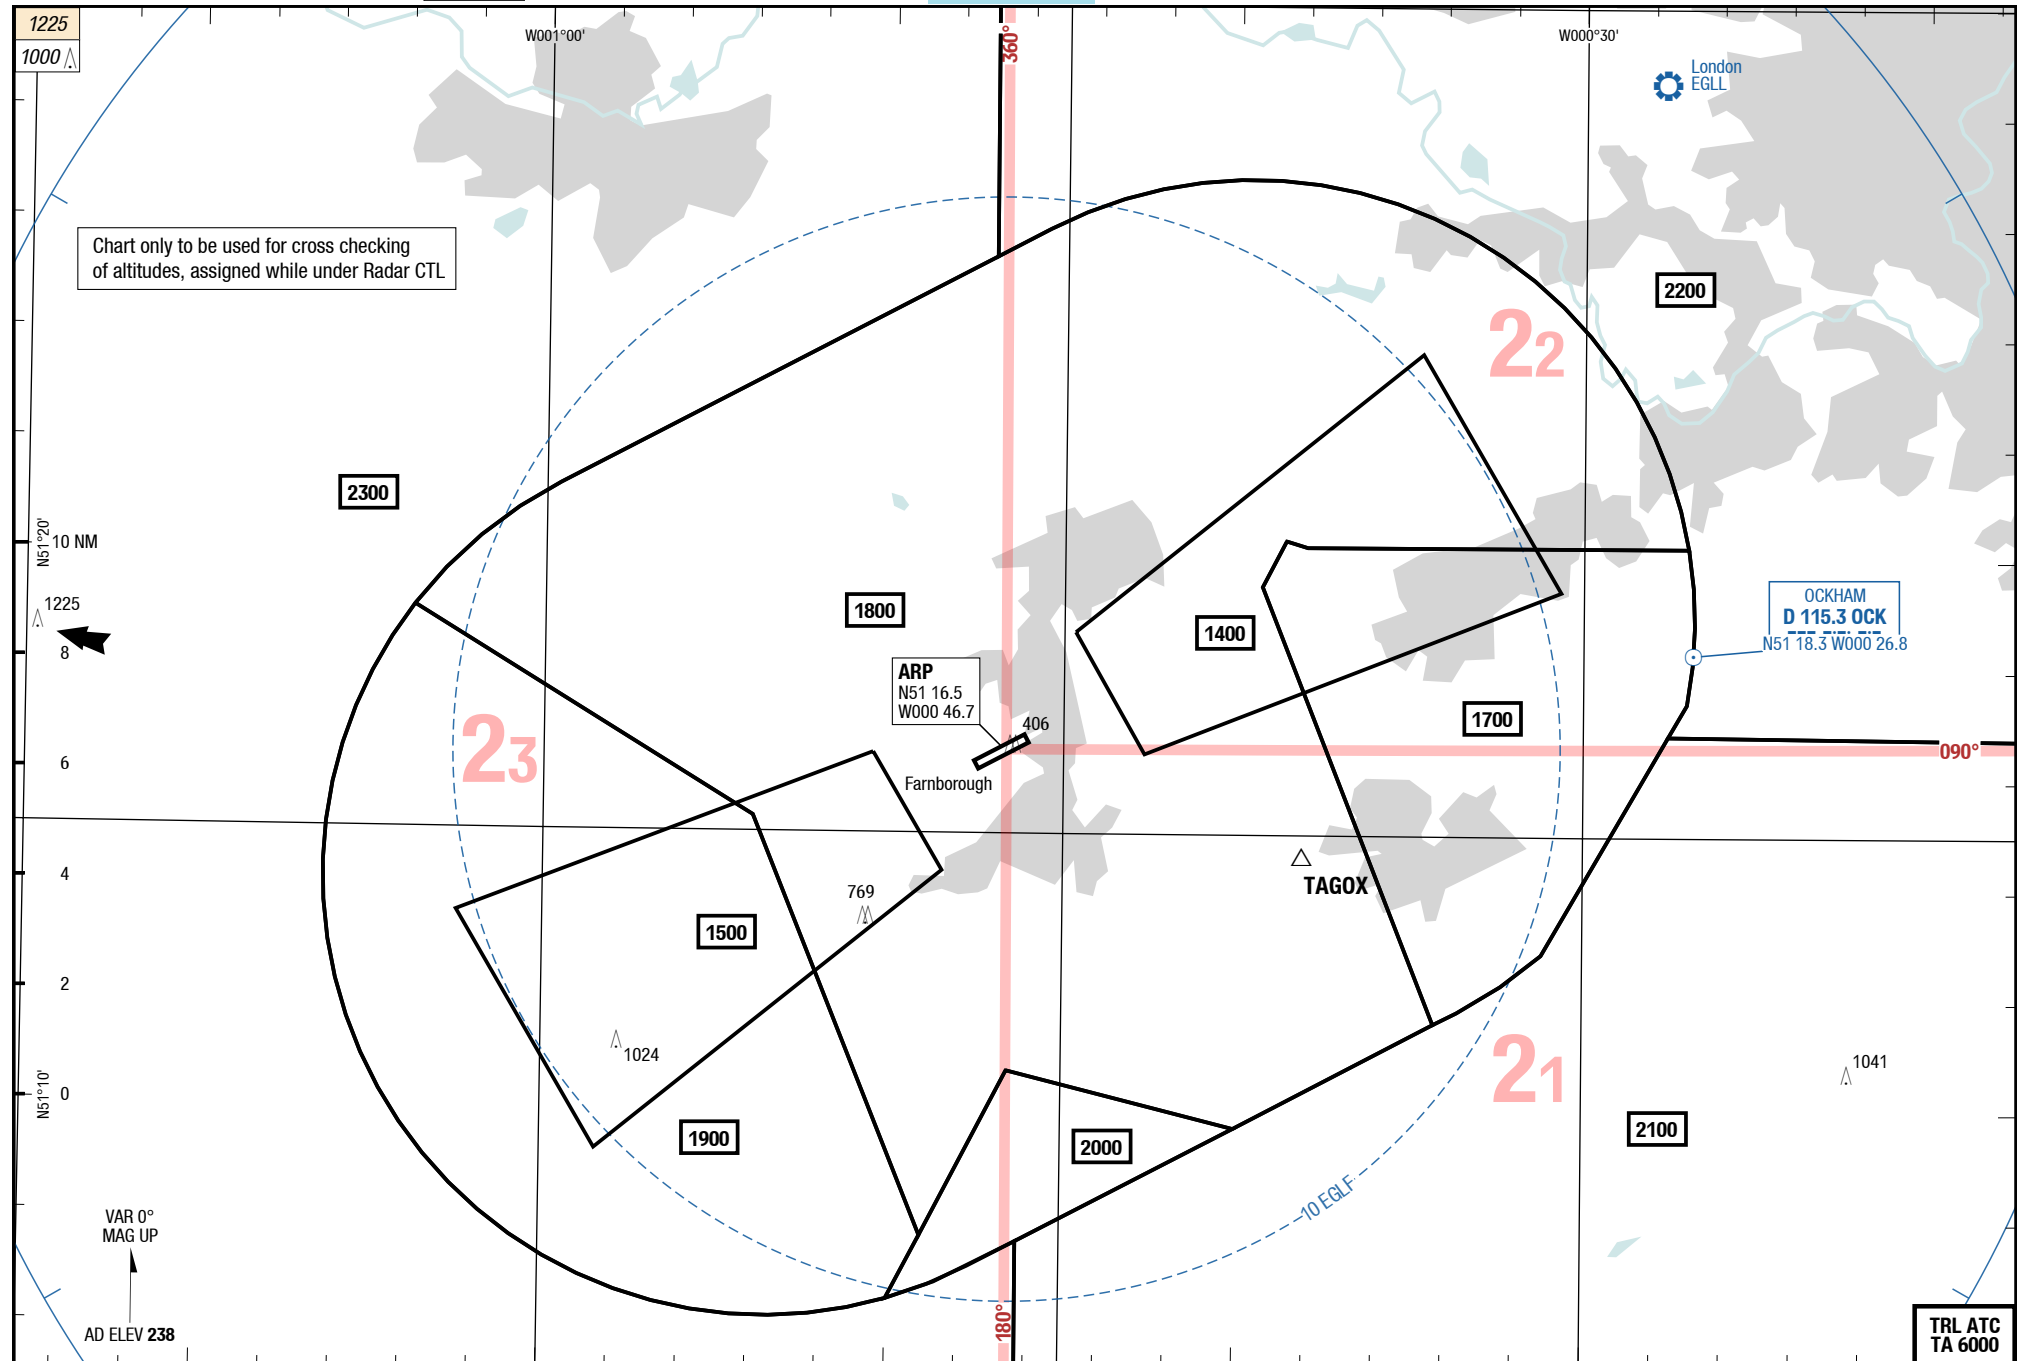 1225
1000
W001°00'
360°
W000°30'
London
EGLL
Chart only to be used for cross checking
of altitudes, assigned while under Radar CTL
2200
22
2300
N51°20'
10 NM
1225
8
1800
1400
OCKHAM
D 115.3 OCK
N51 18.3 W000 26.8
ARP
N51 16.5
W000 46.7
406
1700
23
6
090°
Farnborough
4
TAGOX
769
1500
2
1024
21
1041
N51°10'
0
1900
2000
2100
10 EGLF
VAR 0°
MAG UP
180°
AD ELEV 238
TRL ATC
TA 6000